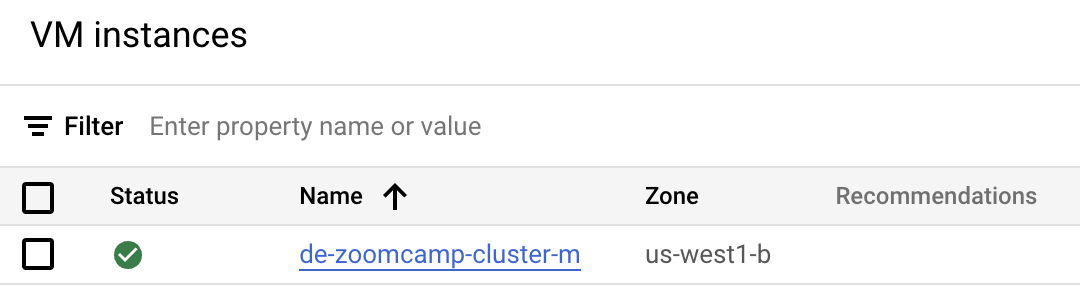 VM instances
Filter Enter property name or value
Status Name Zone Recommendations
de-zoomcamp-cluster-m us-west1-b